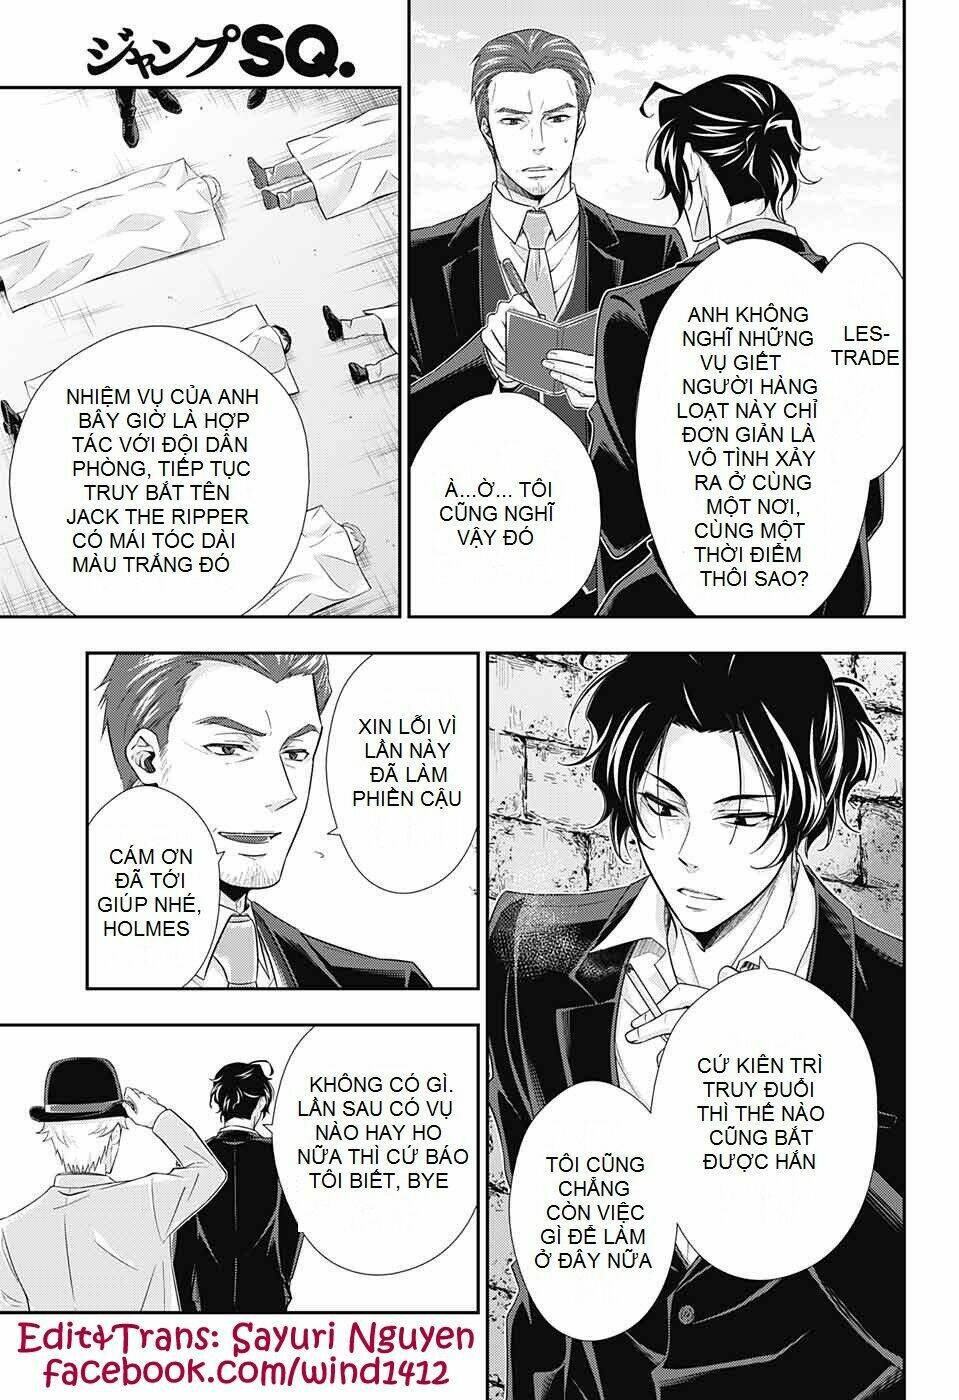 ジャンプSQ.
LES-
TRADE
ANH KHÔNG
NGHĨ NHỮNG
VỤ GIẾT
NGƯỜI HÀNG
LOẠT NÀY CHỈ
ĐƠN GIẢN LÀ
VÔ TÌNH XẢY
RA Ở CÙNG
MỘT NƠI,
CÙNG MỘT
THỜI ĐIỂM
THÔI SAO?
À...Ờ... TÔI
CŨNG NGHĨ
VẬY ĐÓ
NHIỆM VỤ CỦA ANH
BÂY GIỜ LÀ HỢP
TÁC VỚI ĐỘI DÂN
PHÒNG, TIẾP TỤC
TRUY BẮT TÊN
JACK THE RIPPER
CÓ MÁI TÓC DÀI
MÀU TRẮNG ĐÓ
CỨ KIÊN TRÌ
TRUY ĐUỔI
THÌ THẾ NÀO
CŨNG BẮT
ĐƯỢC HẮN
TÔI CŨNG
CHẲNG
CÒN VIỆC
GÌ ĐỂ LÀM
Ở ĐÂY NỮA
XIN LỖI VÌ
LẦN NÀY
ĐÃ LÀM
PHIỀN CẬU
CÁM ƠN
ĐÃ TỚI
GIÚP NHÉ,
HOLMES
KHÔNG CÓ GÌ.
LẦN SAU CÓ VỤ
NÀO HAY HO
NỮA THÌ CỨ BÁO
TÔI BIẾT, BYE
Edit&Trans: Sayuri Nguyen
facebook.com/wind1412